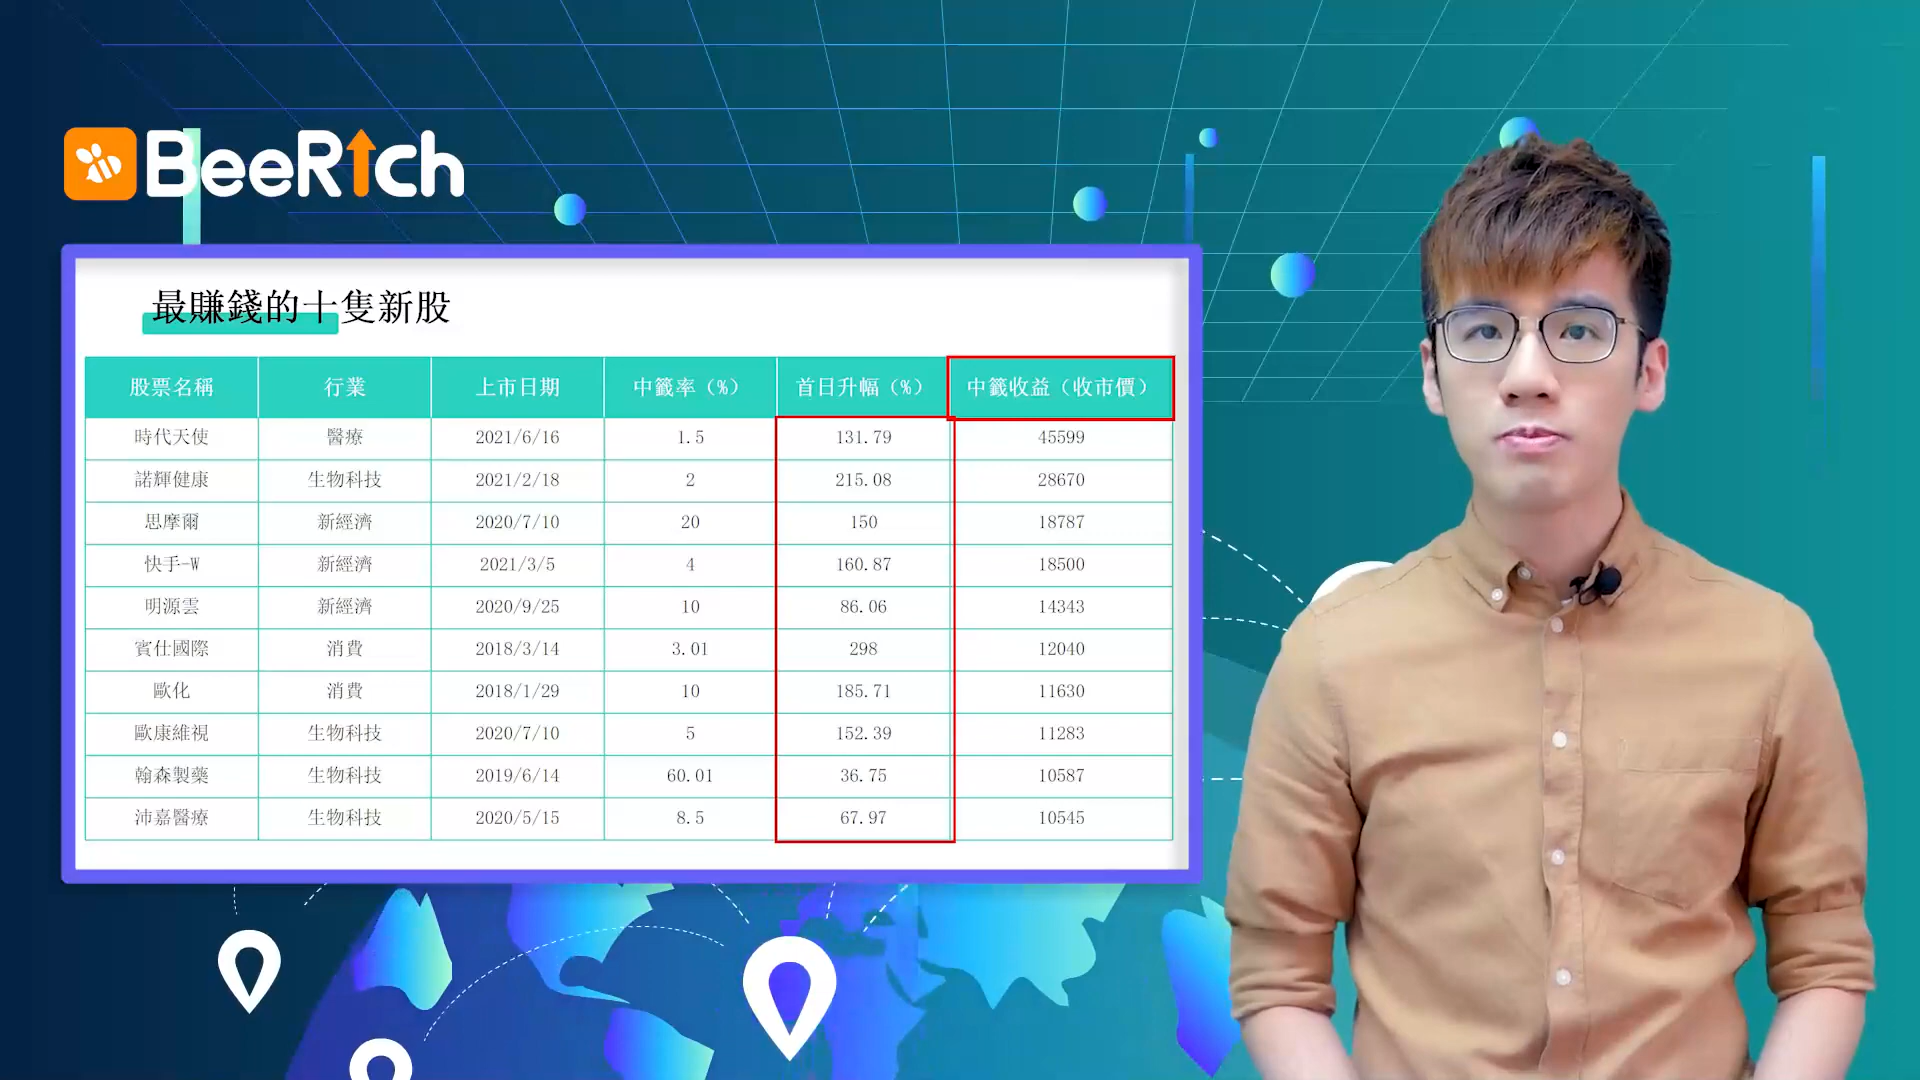 BeeRich
最賺錢的十隻新股
股票名稱 行業 上市日期 中籤率（%） 首日升幅（%） 中籤收益（收市價）
時代天使 醫療 2021/6/16 1.5 131.79 45599
諾輝健康 生物科技 2021/2/18 2 215.08 28670
思摩爾 新經濟 2020/7/10 20 150 18787
快手-W 新經濟 2021/3/5 4 160.87 18500
明源雲 新經濟 2020/9/25 10 86.06 14343
賓仕國際 消費 2018/3/14 3.01 298 12040
歐化 消費 2018/1/29 10 185.71 11630
歐康維視 生物科技 2020/7/10 5 152.39 11283
翰森製藥 生物科技 2019/6/14 60.01 36.75 10587
沛嘉醫療 生物科技 2020/5/15 8.5 67.97 10545